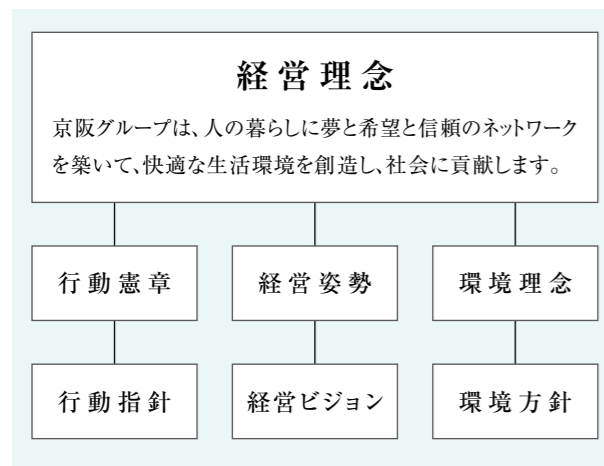 経営理念
京阪グループは、人の暮らしに夢と希望と信頼のネットワーク
を築いて、快適な生活環境を創造し、社会に貢献します。
行動憲章
経営姿勢
環境理念
行動指針
経営ビジョン
環境方針